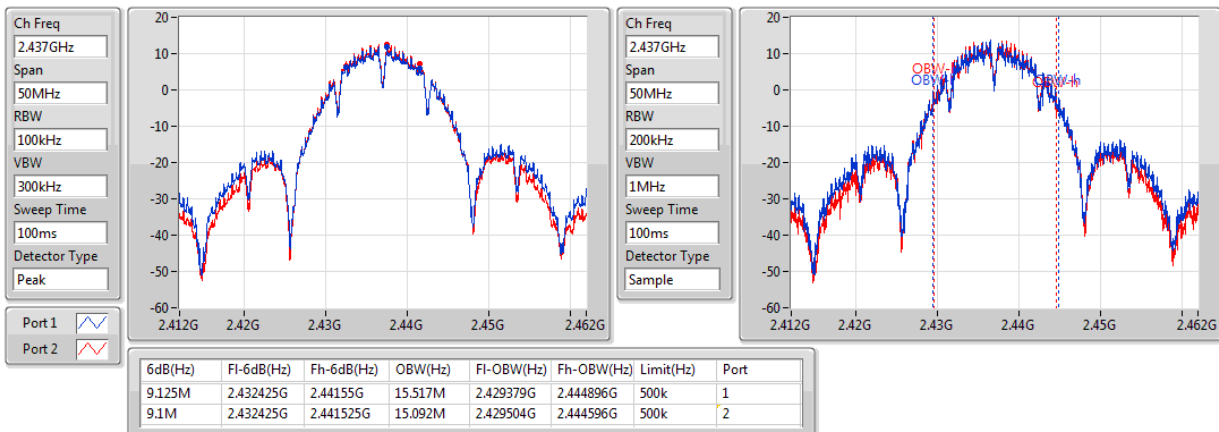 Ch Freq
2.437GHz
Span
50MHz
RBW
100kHz
VBW
300kHz
Sweep Time
100ms
Detector Type
Peak
Port 1
Port 2
20
10
0
-10
-20
-30
-40
-50
-60
2.412G 2.42G 2.43G 2.44G 2.45G 2.462G
Ch Freq
2.437GHz
Span
50MHz
RBW
200kHz
VBW
1MHz
Sweep Time
100ms
Detector Type
Sample
20
10
0
-10
-20
-30
-40
-50
-60
OBW-
OBW-
OBW-h
2.412G 2.42G 2.43G 2.44G 2.45G 2.462G
6dB(Hz) Fl-6dB(Hz) Fh-6dB(Hz) OBW(Hz) Fl-OBW(Hz) Fh-OBW(Hz) Limit(Hz) Port
9.125M 2.432425G 2.44155G 15.517M 2.429379G 2.444896G 500k 1
9.1M 2.432425G 2.441525G 15.092M 2.429504G 2.444596G 500k 2